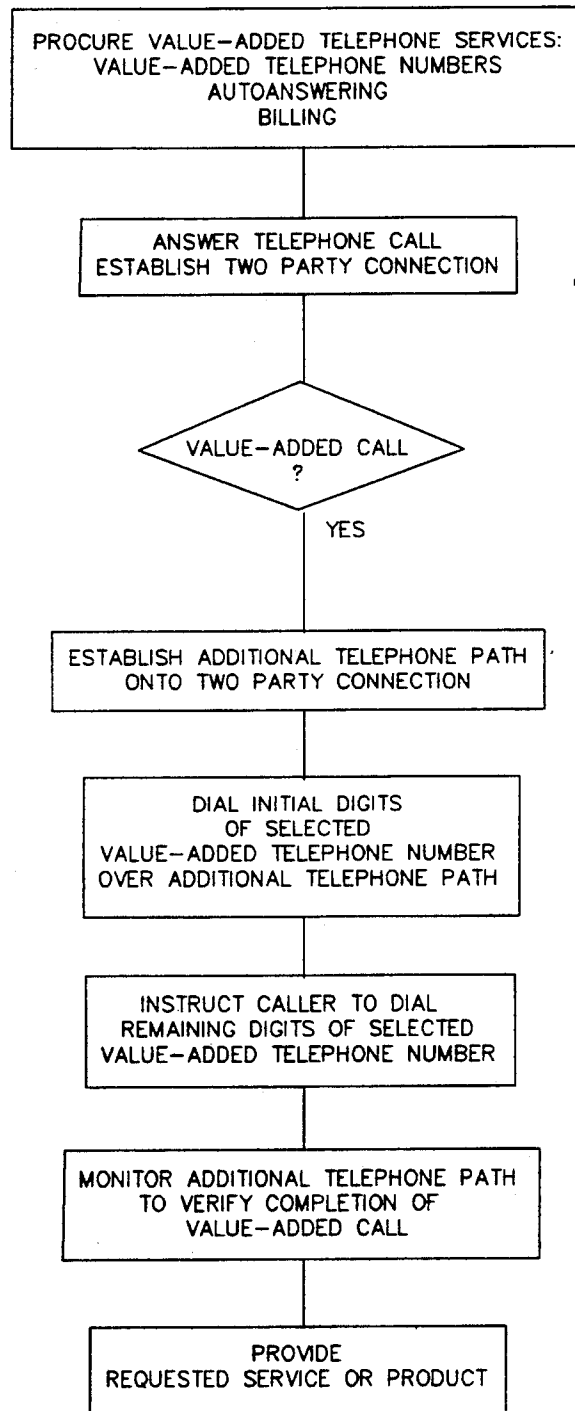 PROCURE VALUE-ADDED TELEPHONE SERVICES:
VALUE-ADDED TELEPHONE NUMBERS
AUTOANSWERING
BILLING
ANSWER TELEPHONE CALL
ESTABLISH TWO PARTY CONNECTION
VALUE-ADDED CALL
?
YES
ESTABLISH ADDITIONAL TELEPHONE PATH
ONTO TWO PARTY CONNECTION
DIAL INITIAL DIGITS
OF SELECTED
VALUE-ADDED TELEPHONE NUMBER
OVER ADDITIONAL TELEPHONE PATH
INSTRUCT CALLER TO DIAL
REMAINING DIGITS OF SELECTED
VALUE-ADDED TELEPHONE NUMBER
MONITOR ADDITIONAL TELEPHONE PATH
TO VERIFY COMPLETION OF
VALUE-ADDED CALL
PROVIDE
REQUESTED SERVICE OR PRODUCT